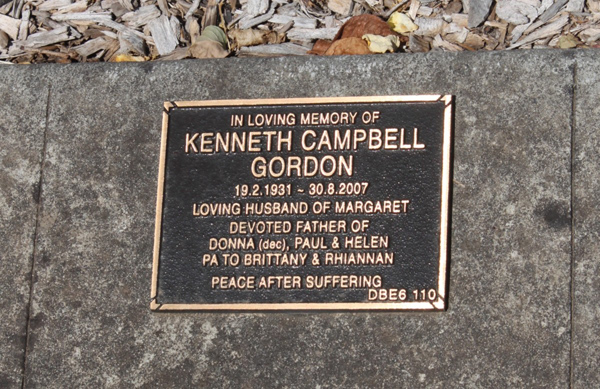 IN LOVING MEMORY OF
KENNETH CAMPBELL
GORDON
19.2.1931 ~ 30.8.2007
LOVING HUSBAND OF MARGARET
DEVOTED FATHER OF
DONNA (dec), PAUL & HELEN
PA TO BRITTANY & RHIANNAN
PEACE AFTER SUFFERING
DBE6 110